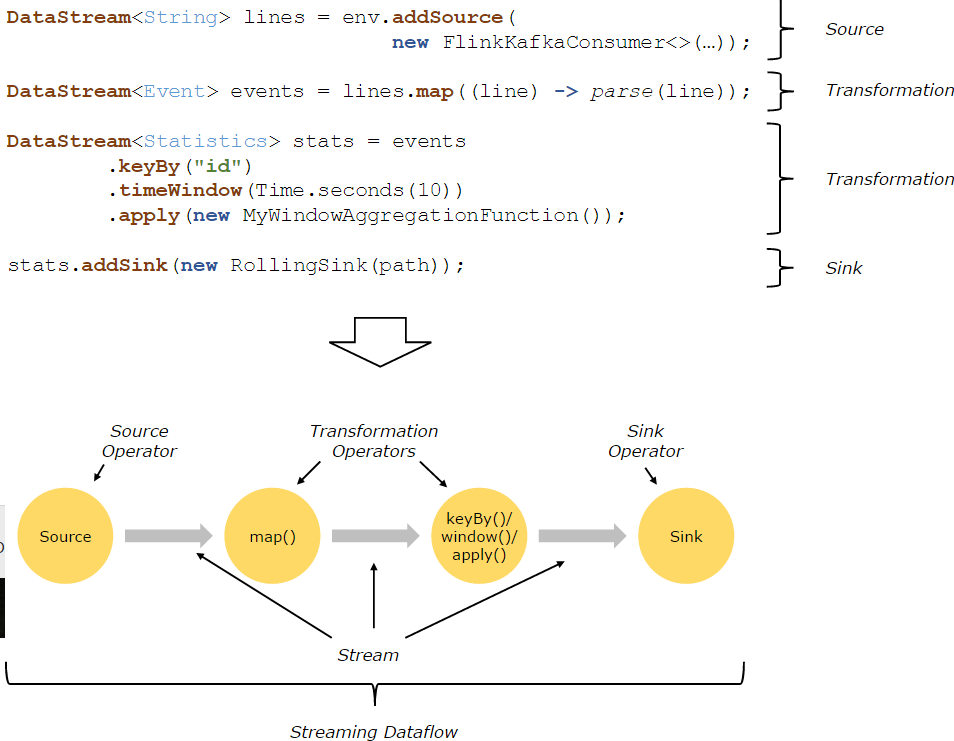 DataStream<String> lines = env.addSource(
new FlinkKafkaConsumer<>(…));
Source
DataStream<Event> events = lines.map((line) -> parse(line));
Transformation
DataStream<Statistics> stats = events
.keyBy("id")
.timeWindow(Time.seconds(10))
.apply(new MyWindowAggregationFunction());
Transformation
stats.addSink(new RollingSink(path));
Sink
Source
Operator
Transformation
Operators
Sink
Operator
Source
map()
keyBy()/
window()/
apply()
Sink
Stream
Streaming Dataflow